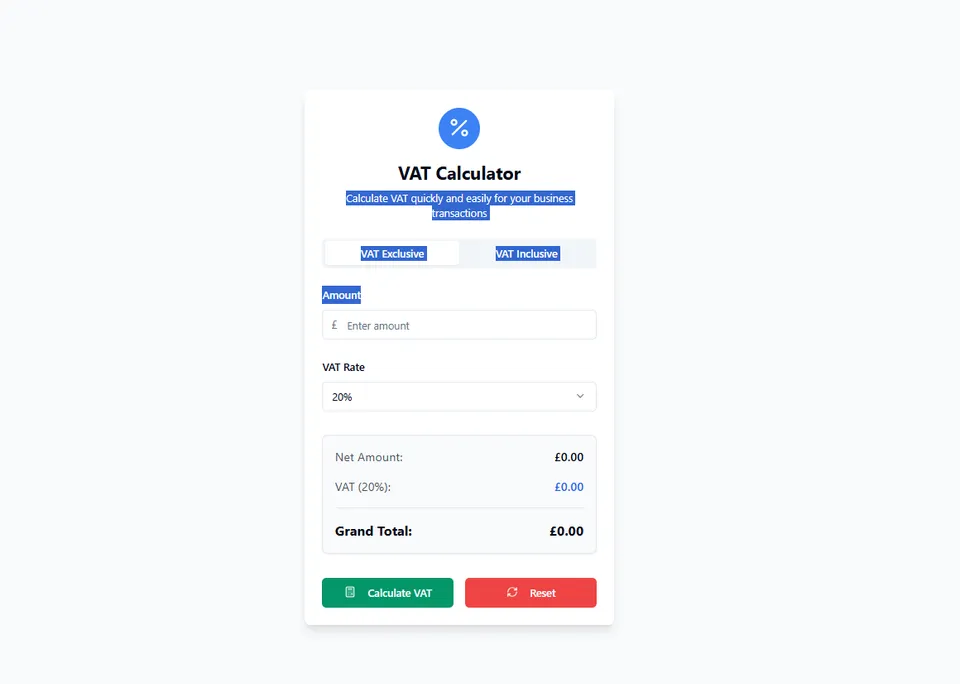 %
VAT Calculator
Calculate VAT quickly and easily for your business
transactions
VAT Exclusive VAT Inclusive
Amount
£ Enter amount
VAT Rate
20%
Net Amount: £0.00
VAT (20%): £0.00
Grand Total: £0.00
Calculate VAT Reset